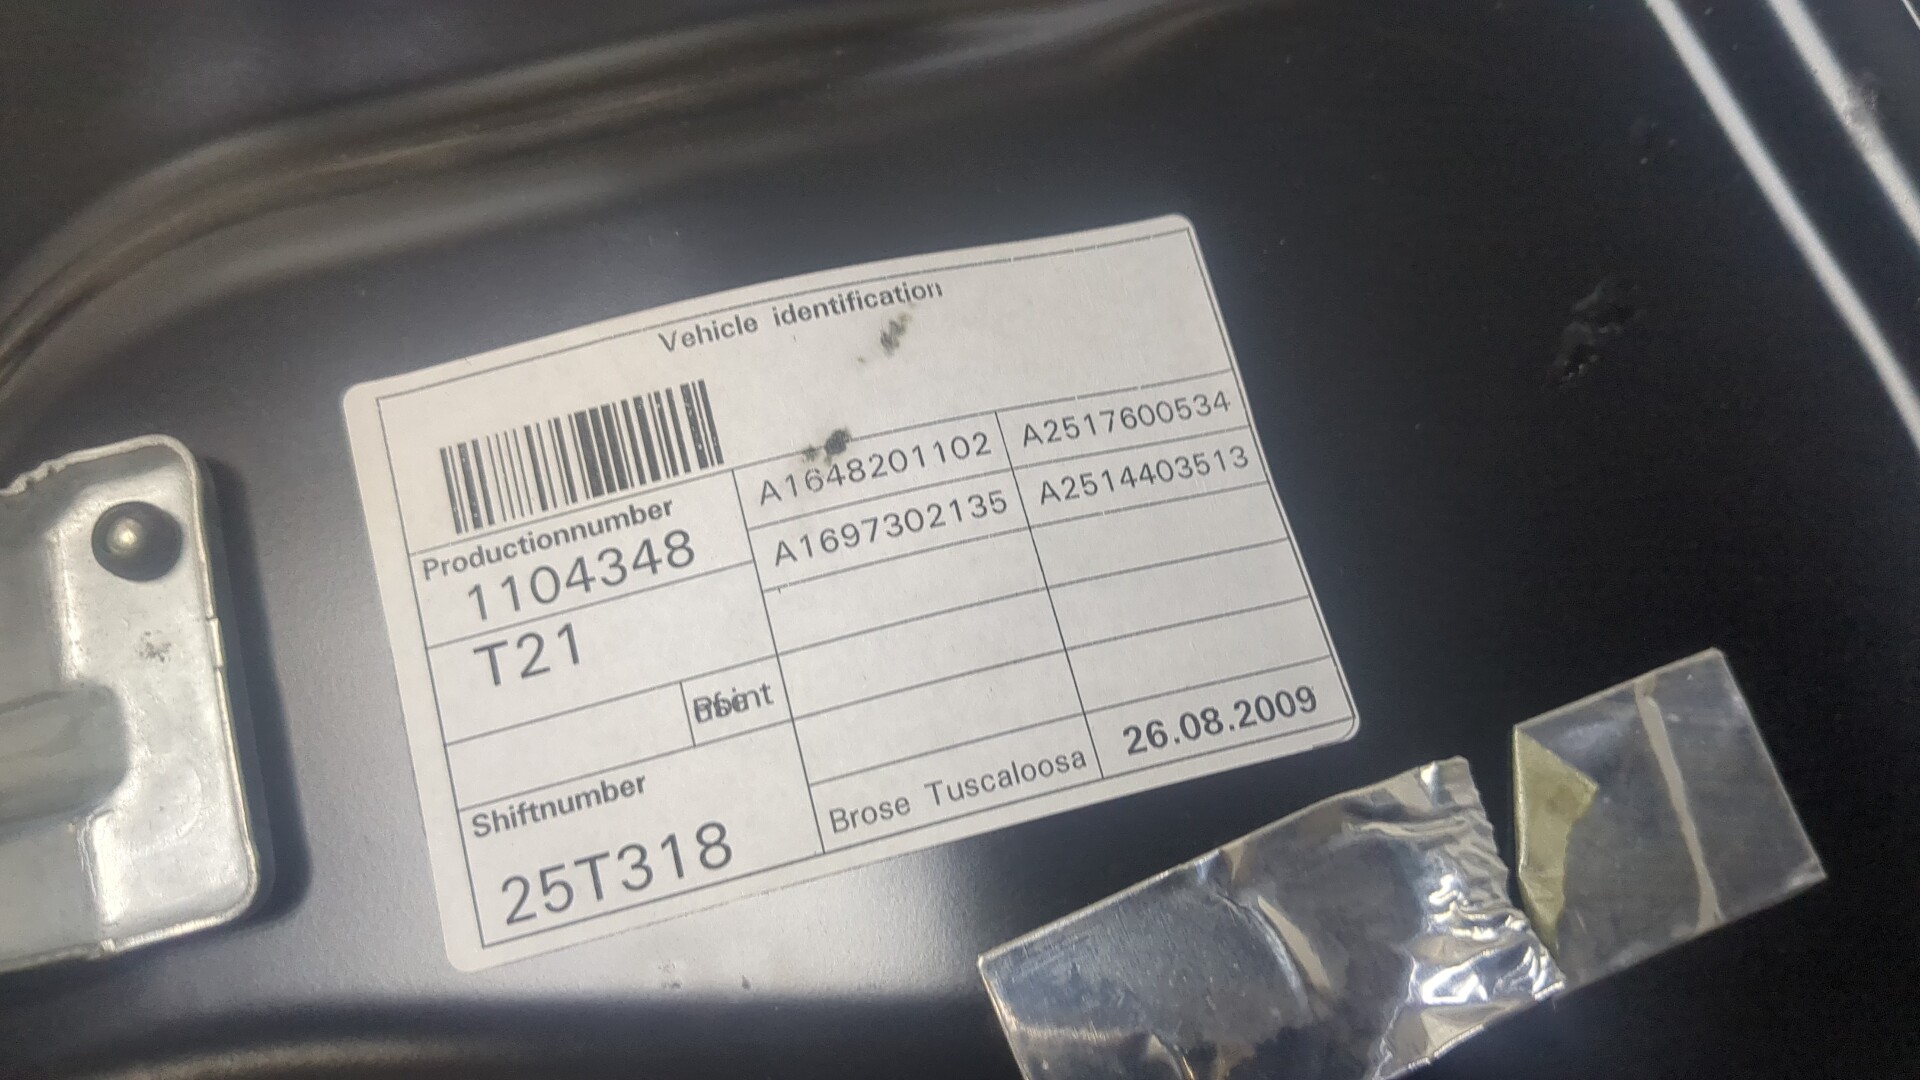 Vehicle identification
A1648201102 A2517600534
A1697302135 A2514403513
Productionnumber
1104348
T21
Shiftnumber
25T318
Brose Tuscaloosa 26.08.2009